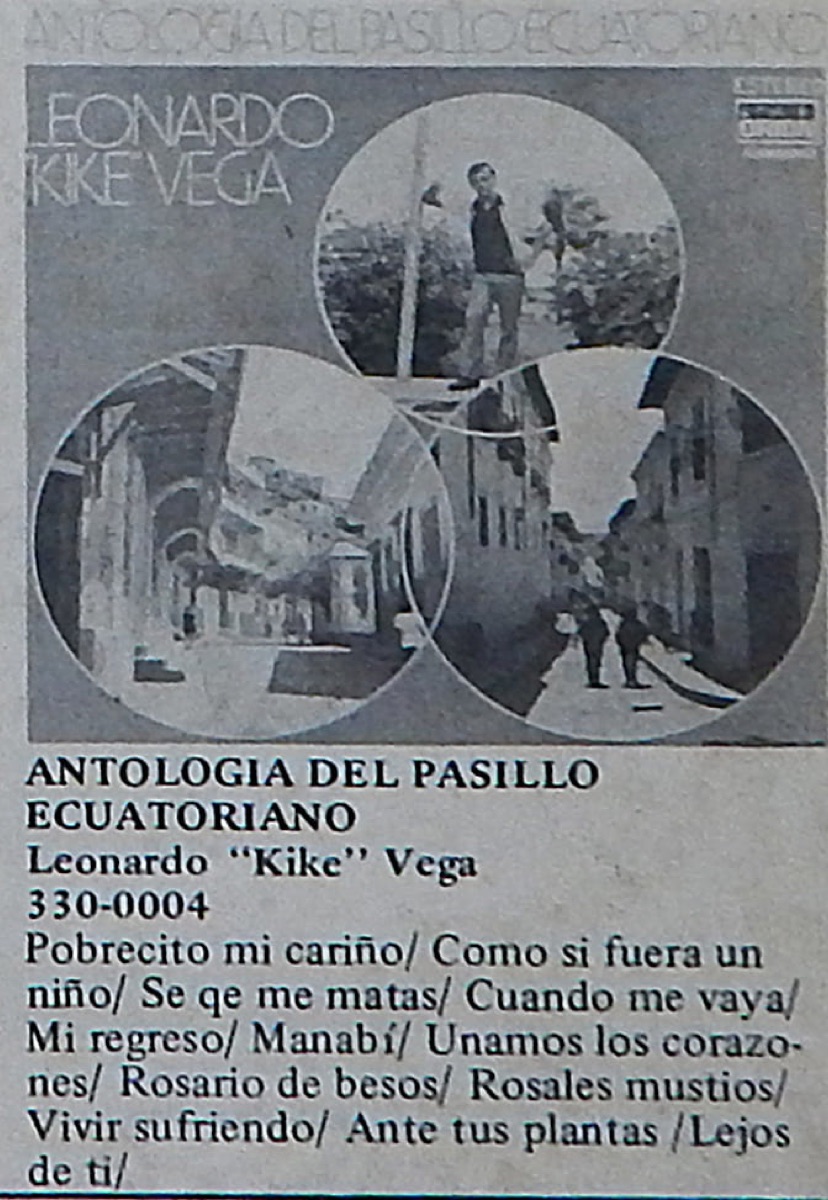 ANTOLOGIA DEL PASILLO ECUATORIANO
LEONARDO
"KIKE" VEGA
ESTEREO
ORION
ANTOLOGIA DEL PASILLO
ECUATORIANO
Leonardo "Kike" Vega
330-0004
Pobrecito mi cariño/ Como si fuera un
niño/ Se qe me matas/ Cuando me vaya/
Mi regreso/ Manabí/ Unamos los corazo-
nes/ Rosario de besos/ Rosales mustios/
Vivir sufriendo/ Ante tus plantas /Lejos
de ti/